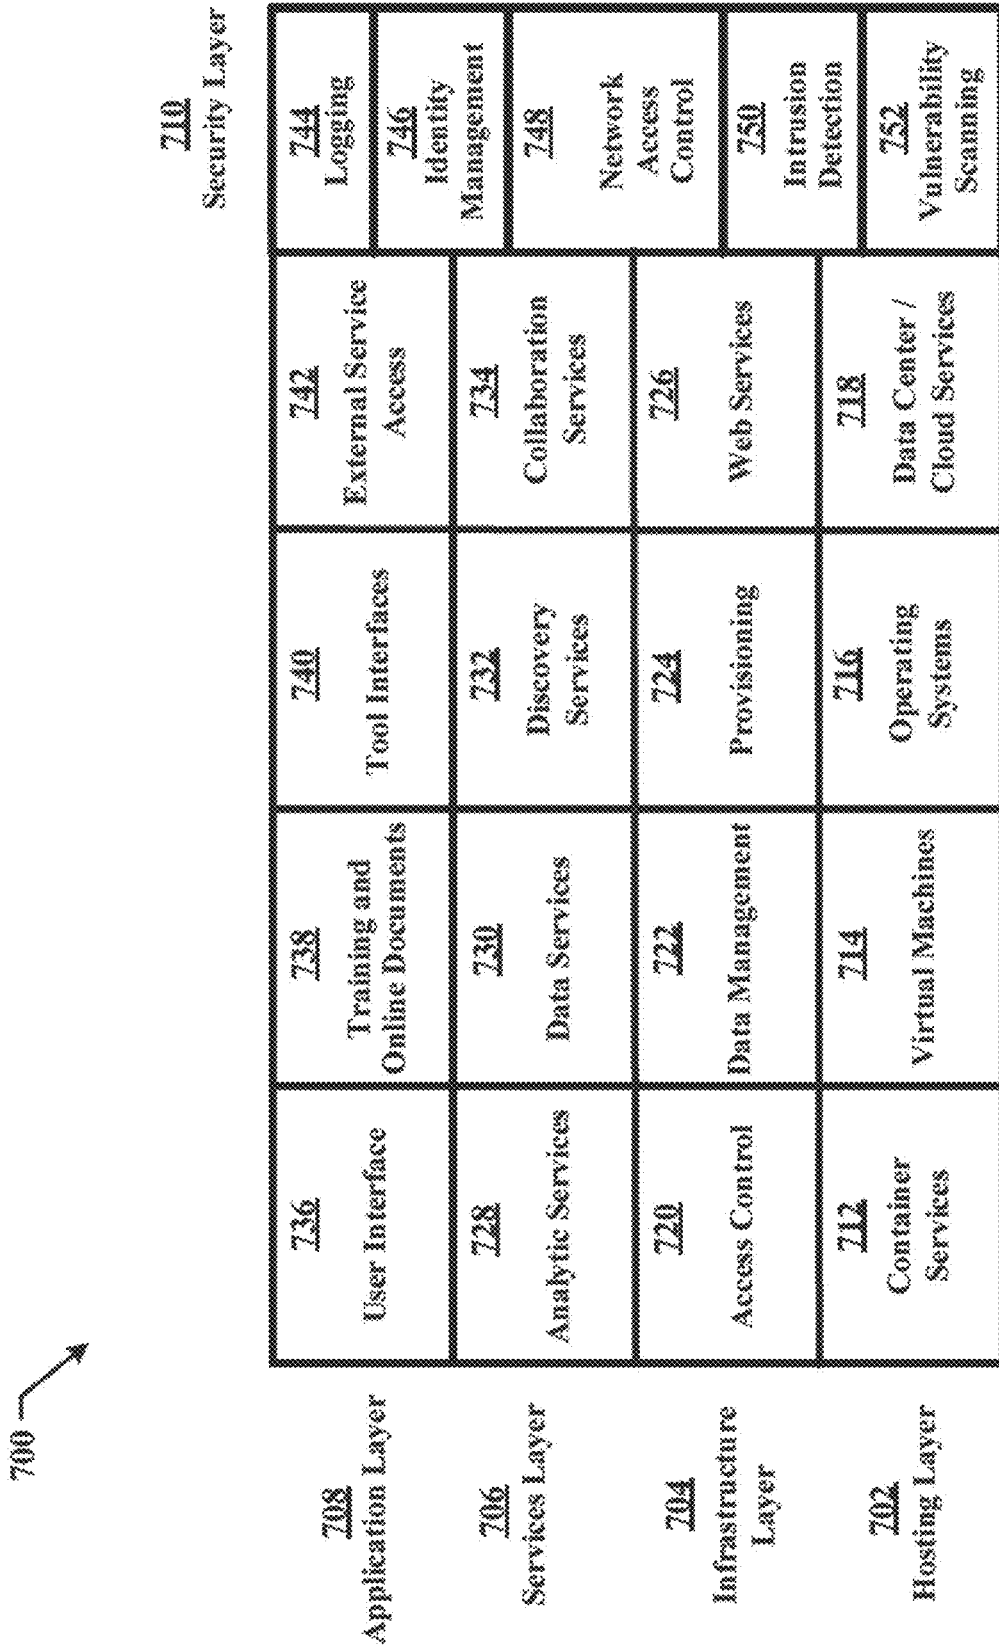 700
710
Security Layer
708
Application Layer
736
User Interface
738
Training and
Online Documents
740
Tool Interfaces
742
External Service
Access
744
Logging
746
Identity
Management
706
Services Layer
728
Analytic Services
730
Data Services
732
Discovery
Services
734
Collaboration
Services
748
Network
Access
Control
704
Infrastructure
Layer
720
Access Control
722
Data Management
724
Provisioning
726
Web Services
750
Intrusion
Detection
702
Hosting Layer
712
Container
Services
714
Virtual Machines
716
Operating
Systems
718
Data Center /
Cloud Services
752
Vulnerability
Scanning